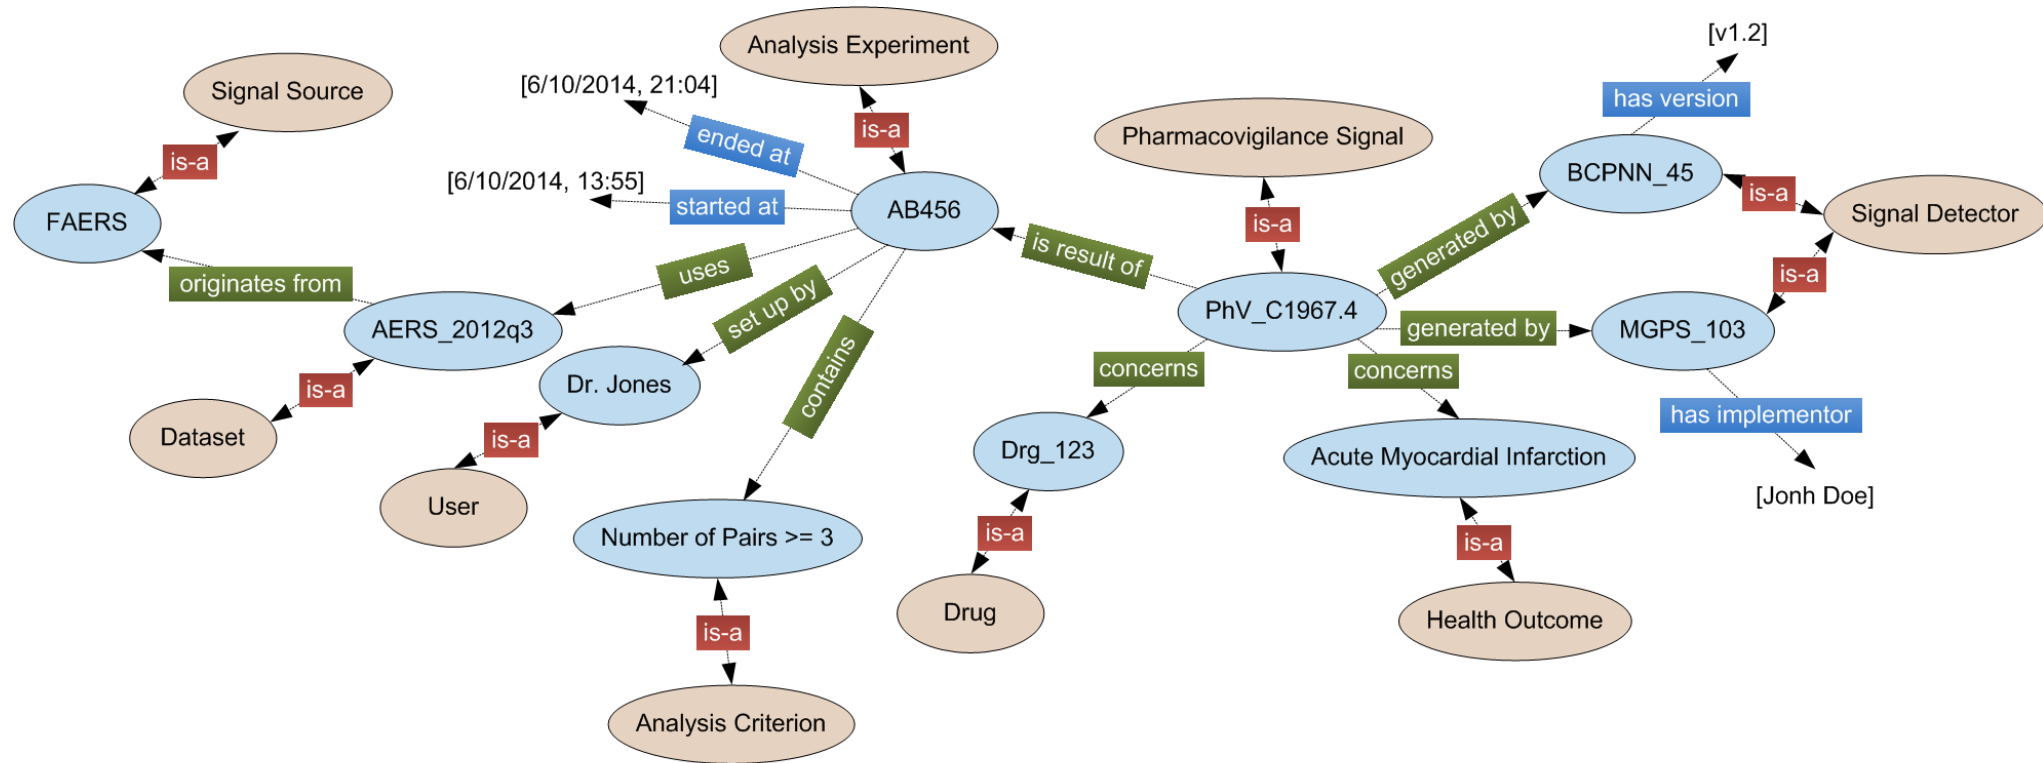 Analysis Experiment
[v1.2]
Signal Source
[6/10/2014, 21:04]
has version
is-a
Pharmacovigilance Signal
ended at
is-a
BCPNN_45
[6/10/2014, 13:55]
is-a
started at
AB456
Signal Detector
FAERS
is-a
generated by
is result of
uses
is-a
originates from
set up by
PhV_C1967.4
AERS_2012q3
generated by
MGPS_103
concerns
concerns
contains
Dr. Jones
is-a
has implementor
Dataset
is-a
Drg_123
Acute Myocardial Infarction
User
[Jonh Doe]
Number of Pairs >= 3
is-a
is-a
Drug
Health Outcome
is-a
Analysis Criterion